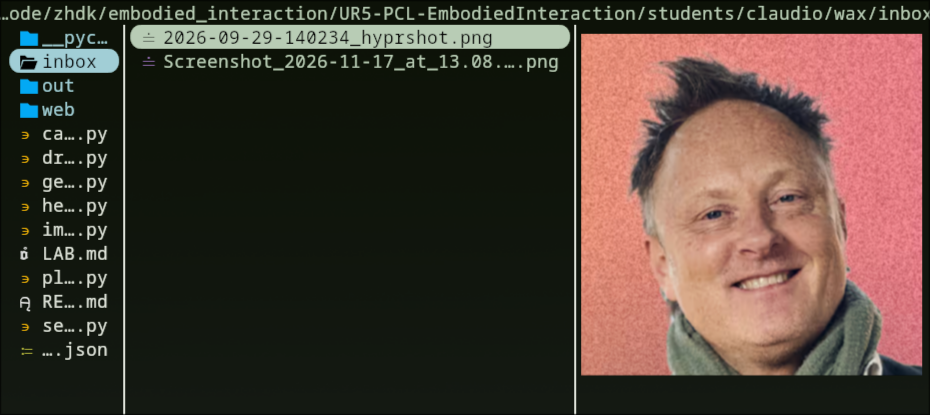 …ode/zhdk/embodied_interaction/UR5-PCL-EmbodiedInteraction/students/claudio/wax/inbox
__pyc…
inbox
out
web
ca….py
dr….py
ge….py
he….py
im….py
LAB.md
pl….py
RE….md
se….py
….json
2026-09-29-140234_hyprshot.png
Screenshot_2026-11-17_at_13.08.….png